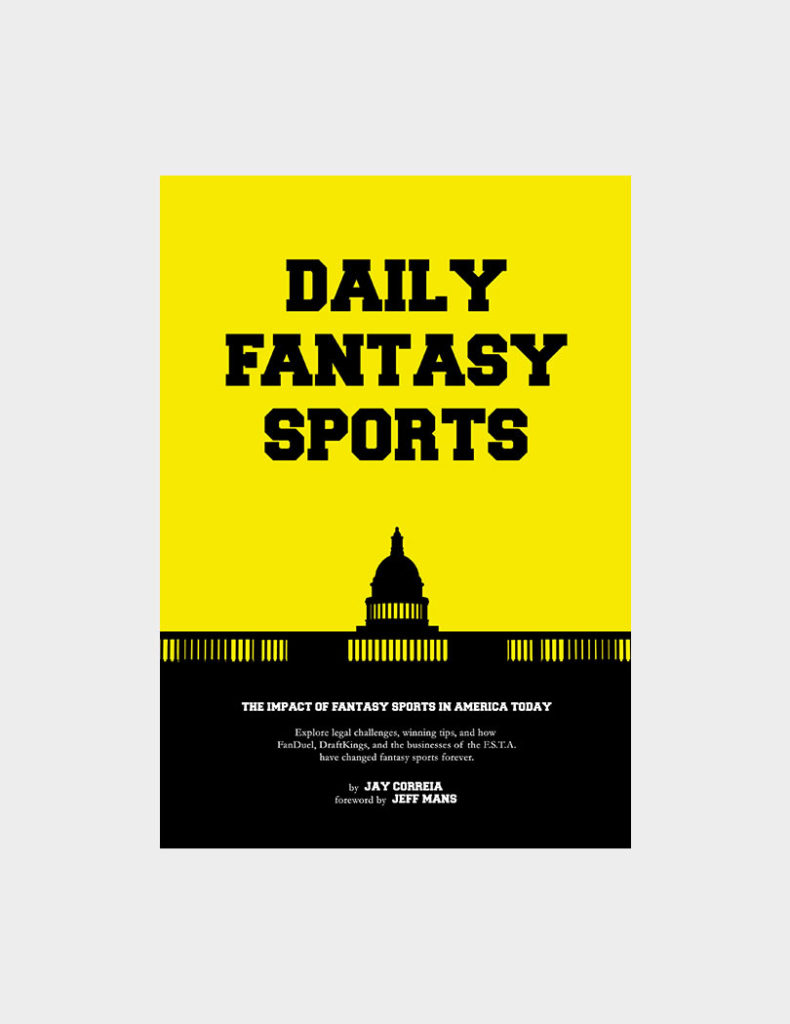 DAILY
FANTASY
SPORTS
THE IMPACT OF FANTASY SPORTS IN AMERICA TODAY
Explore legal challenges, winning tips, and how
FanDuel, DraftKings, and the businesses of the F.S.T.A.
have changed fantasy sports forever.
by JAY CORREIA
foreword by JEFF MANS